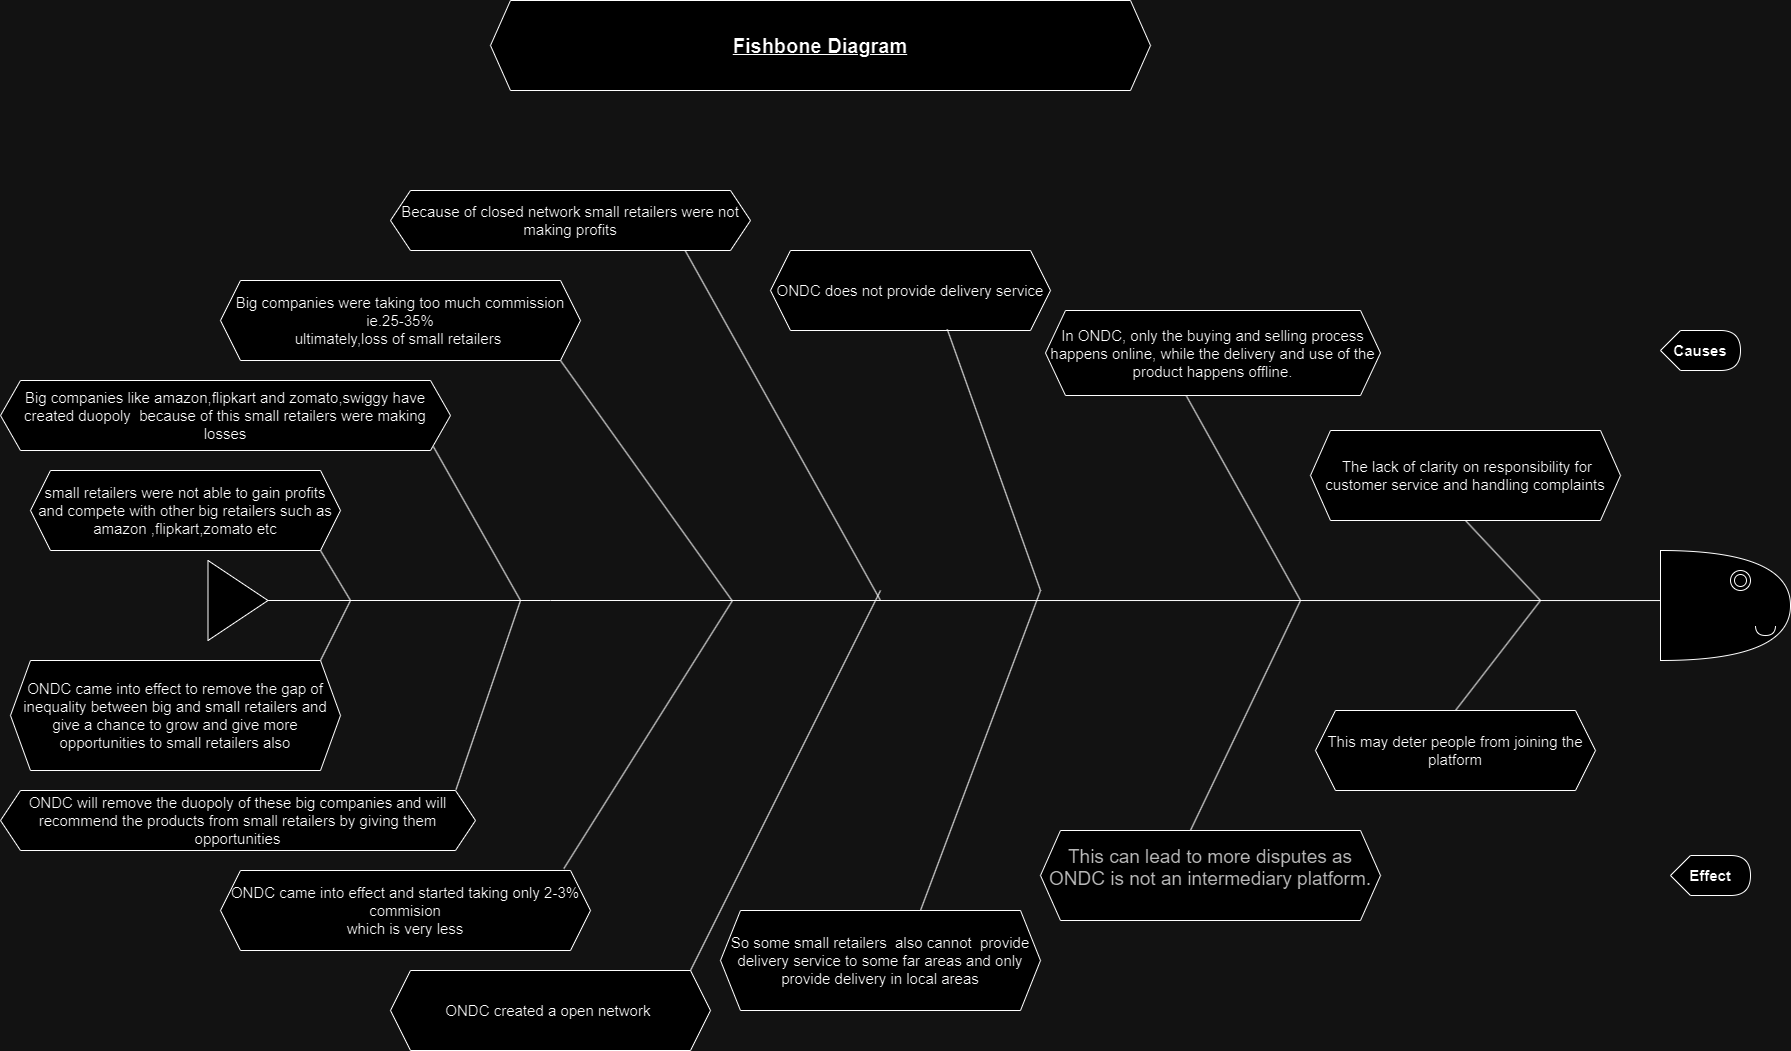 Fishbone Diagram
Because of closed network small retailers were not
making profits
ONDC does not provide delivery service
Big companies were taking too much commission
ie.25-35%
ultimately,loss of small retailers
In ONDC, only the buying and selling process
happens online, while the delivery and use of the
product happens offline.
Causes
Big companies like amazon,flipkart and zomato,swiggy have
created duopoly  because of this small retailers were making
losses
The lack of clarity on responsibility for
customer service and handling complaints
small retailers were not able to gain profits
and compete with other big retailers such as
amazon ,flipkart,zomato etc
ONDC came into effect to remove the gap of
inequality between big and small retailers and
give a chance to grow and give more
opportunities to small retailers also
This may deter people from joining the
platform
ONDC will remove the duopoly of these big companies and will
recommend the products from small retailers by giving them
opportunities
This can lead to more disputes as
ONDC is not an intermediary platform.
Effect
ONDC came into effect and started taking only 2-3%
commision
which is very less
So some small retailers  also cannot  provide
delivery service to some far areas and only
provide delivery in local areas
ONDC created a open network